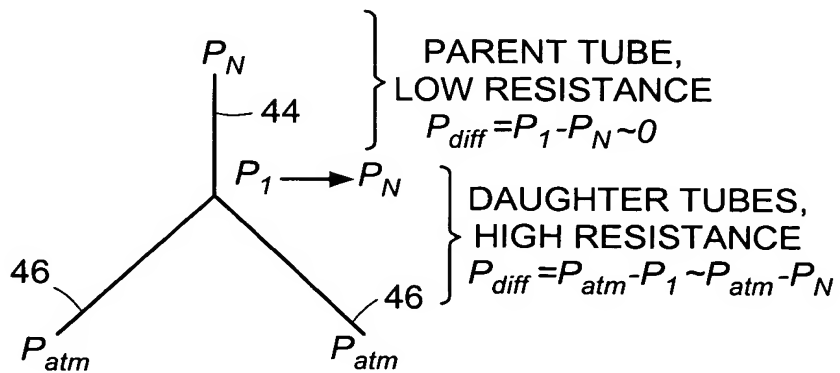 P_N
44
PARENT TUBE,
LOW RESISTANCE
P_diff=P_1-P_N~0
P_1 → P_N
DAUGHTER TUBES,
HIGH RESISTANCE
P_diff=P_atm-P_1~P_atm-P_N
46
46
P_atm
P_atm